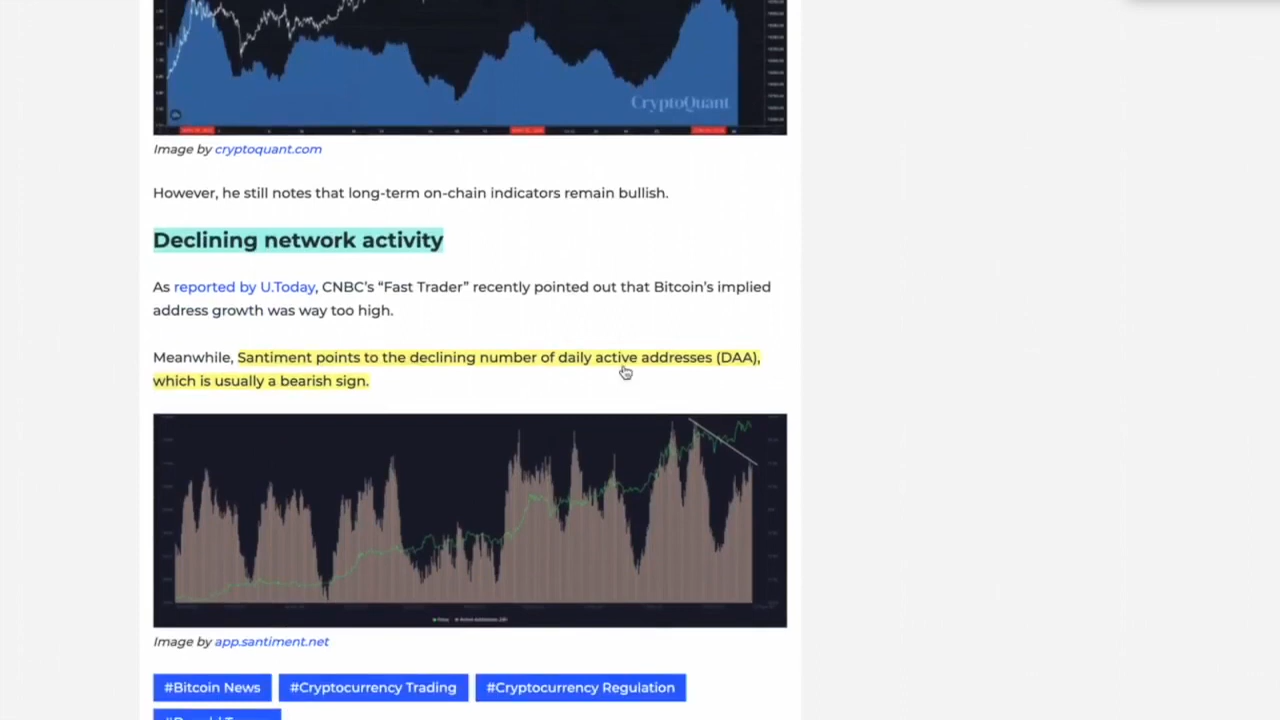 CryptoQuant
Image by cryptoquant.com
However, he still notes that long-term on-chain indicators remain bullish.
Declining network activity
As reported by U.Today, CNBC's “Fast Trader” recently pointed out that Bitcoin's implied
address growth was way too high.
Meanwhile, Santiment points to the declining number of daily active addresses (DAA),
which is usually a bearish sign.
Image by app.santiment.net
#Bitcoin News #Cryptocurrency Trading #Cryptocurrency Regulation